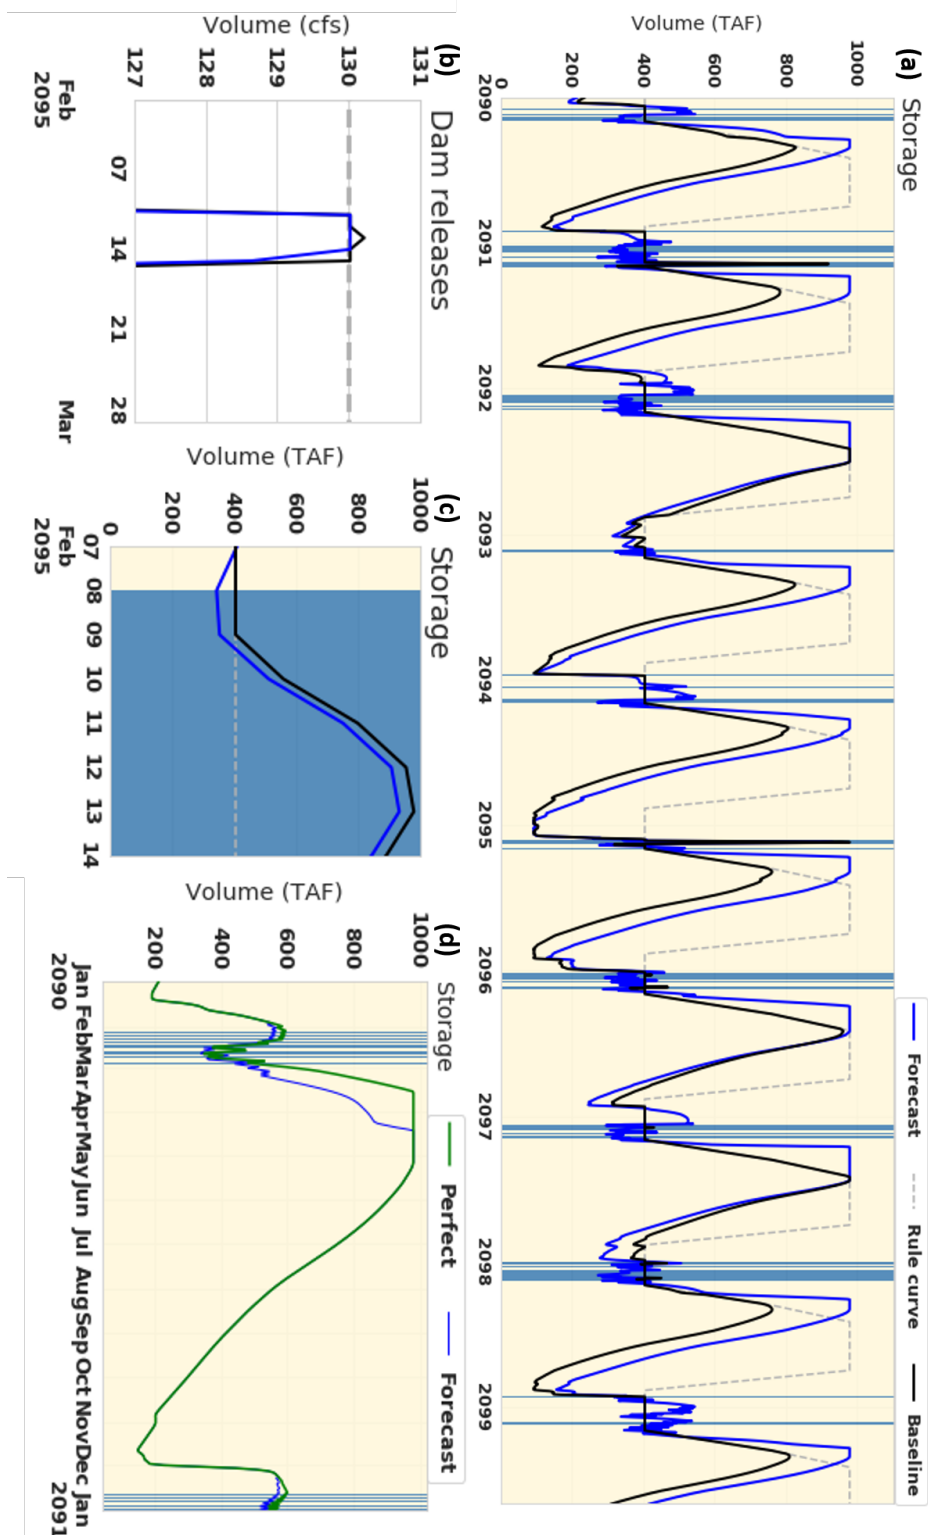 (a)
Storage
Volume (TAF)
1000
800
600
400
200
0
2090 2091 2092 2093 2094 2095 2096 2097 2098 2099
Forecast Rule curve Baseline
(b)
Dam releases
Volume (cfs)
131
130
129
128
127
Feb 07 14 21 28 Mar
2095
(c)
Storage
Volume (TAF)
1000
800
600
400
200
0
07 08 09 10 11 12 13 14
Feb
2095
(d)
Storage
Perfect Forecast
Volume (TAF)
1000
800
600
400
200
Jan Feb Mar Apr May Jun Jul Aug Sep Oct Nov Dec Jan
2090 2091